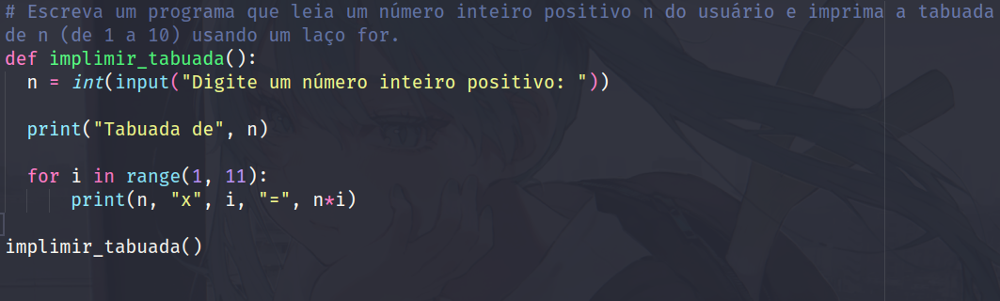 # Escreva um programa que leia um número inteiro positivo n do usuário e imprima a tabuada
de n (de 1 a 10) usando um laço for.
def implimir_tabuada():
  n = int(input("Digite um número inteiro positivo: "))
  print("Tabuada de", n)
  for i in range(1, 11):
      print(n, "x", i, "=", n*i)
implimir_tabuada()